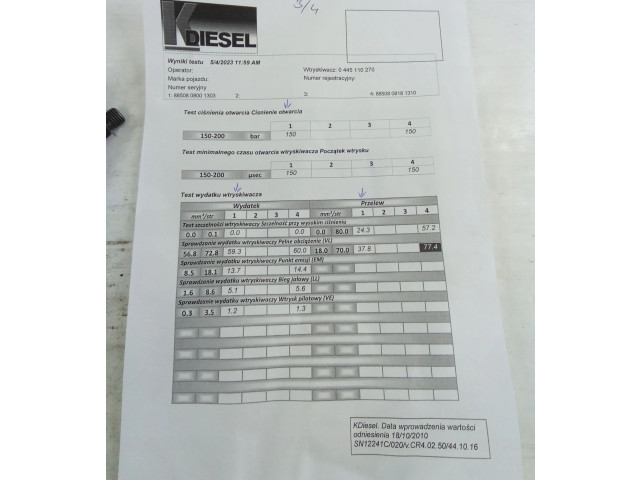 3/4
KDIESEL
Wyniki testu 5/4/2023 11:59 AM
Operator: Wtryskiwacz: 0 445 110 270
Marka pojazdu: Numer rejestracyjny:
Numer seryjny
1: 88508 0800 1303 2: 3: 4: 88508 0818 1310
Test ciśnienia otwarcia Ciśnienie otwarcia
1 2 3 4
150-200 bar 150 150
Test minimalnego czasu otwarcia wtryskiwacza Początek wtrysku
1 2 3 4
150-200 µsec 150 150
Test wydatku wtryskiwacza
Wydatek Przelew
mm³/str 1 2 3 4 mm³/str 1 2 3 4
Test szczelności wtryskiwaczy Szczelność przy wysokim ciśnieniu
0.0 0.1 0.0 0.0 0.0 80.0 24.3 57.2
Sprawdzenie wydatku wtryskiwaczy Pełne obciążenie (VL)
56.8 72.8 59.3 60.0 18.0 70.0 37.8 77.4
Sprawdzenie wydatku wtryskiwaczy Punkt emisji (EM)
8.5 18.1 13.7 14.4
Sprawdzenie wydatku wtryskiwaczy Bieg jałowy (LL)
1.6 8.6 5.1 5.6
Sprawdzenie wydatku wtryskiwaczy Wtrysk pilotowy (VE)
0.3 3.5 1.2 1.3
KDiesel. Data wprowadzenia wartości
odniesienia 18/10/2010
SN12241C/020/v.CR4.02.50/44.10.16